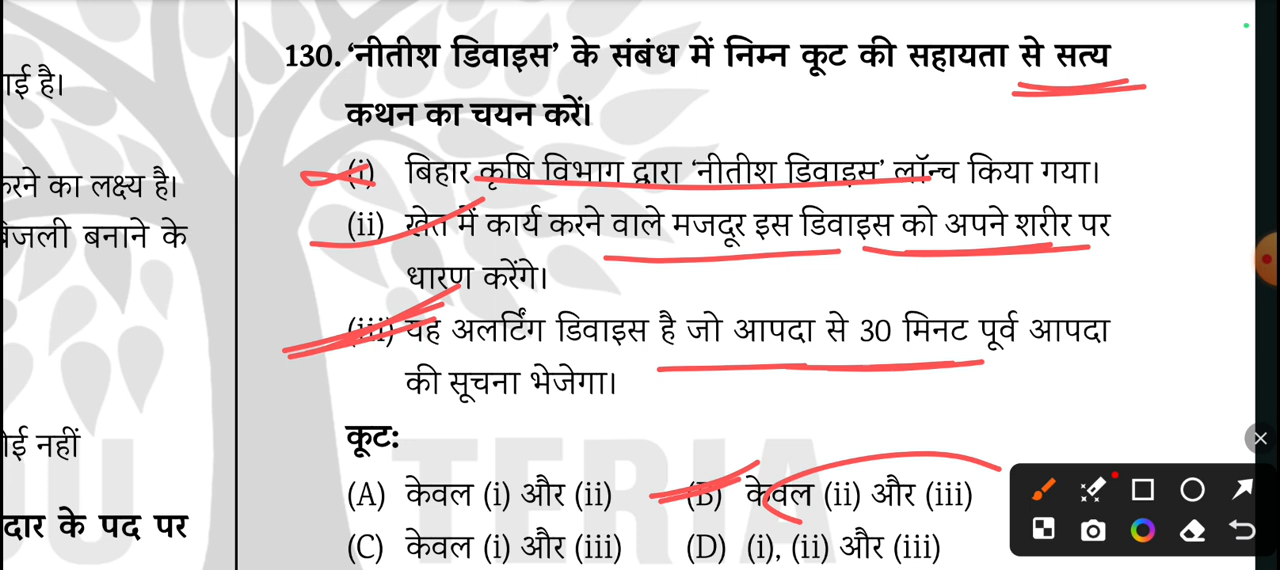 130. ‘नीतीश डिवाइस’ के संबंध में निम्न कूट की सहायता से सत्य
ाई है।
कथन का चयन करें।
(i) बिहार कृषि विभाग द्वारा ‘नीतीश डिवाइस’ लॉन्च किया गया।
करने का लक्ष्य है।
(ii) खेत में कार्य करने वाले मजदूर इस डिवाइस को अपने शरीर पर
बिजली बनाने के
धारण करेंगे।
(iii) यह अलर्टिंग डिवाइस है जो आपदा से 30 मिनट पूर्व आपदा
की सूचना भेजेगा।
कूट:
ोई नहीं
TERIA
(A) केवल (i) और (ii) (B) केवल (ii) और (iii)
दार के पद पर
(C) केवल (i) और (iii) (D) (i), (ii) और (iii)